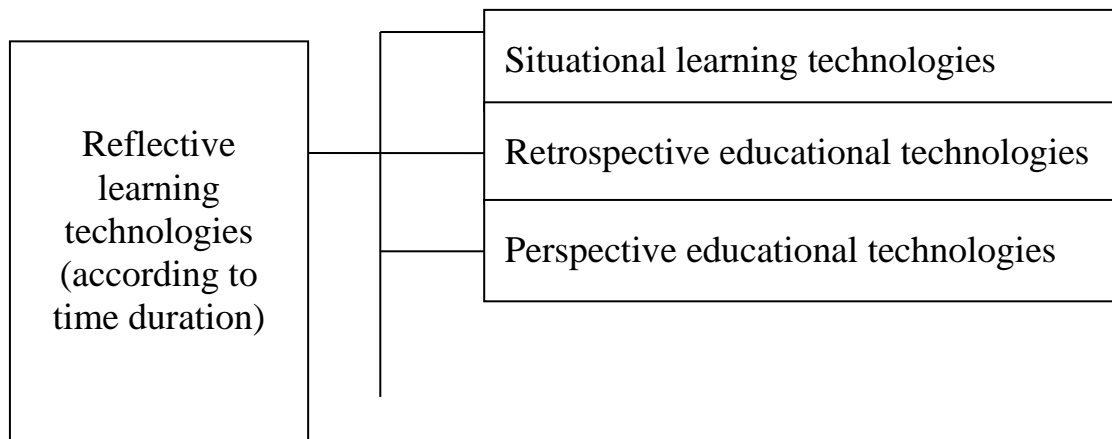 Reflective
learning
technologies
(according to
time duration)
Situational learning technologies
Retrospective educational technologies
Perspective educational technologies